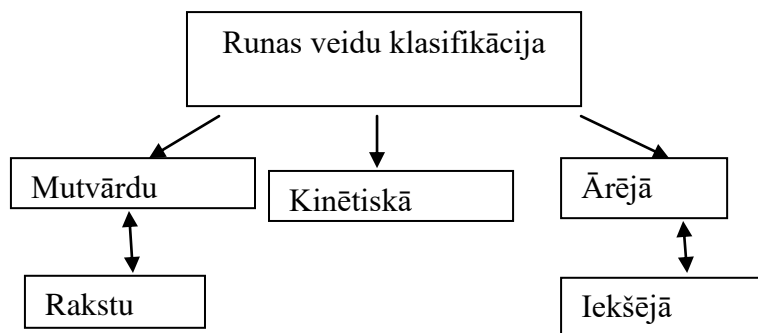 Runas veidu klasifikācija
Mutvārdu
Kinētiskā
Ārējā
Rakstu
Iekšējā